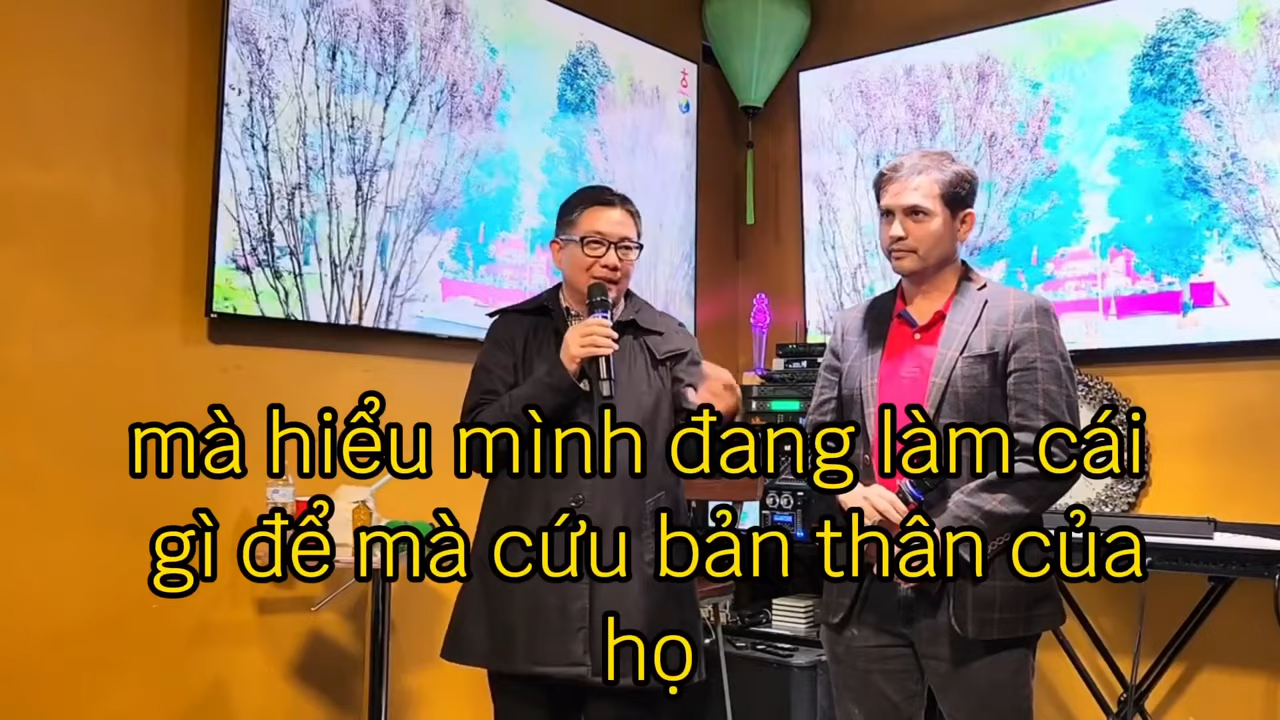 mà hiểu mình đang làm cái
gì để mà cứu bản thân của
họ